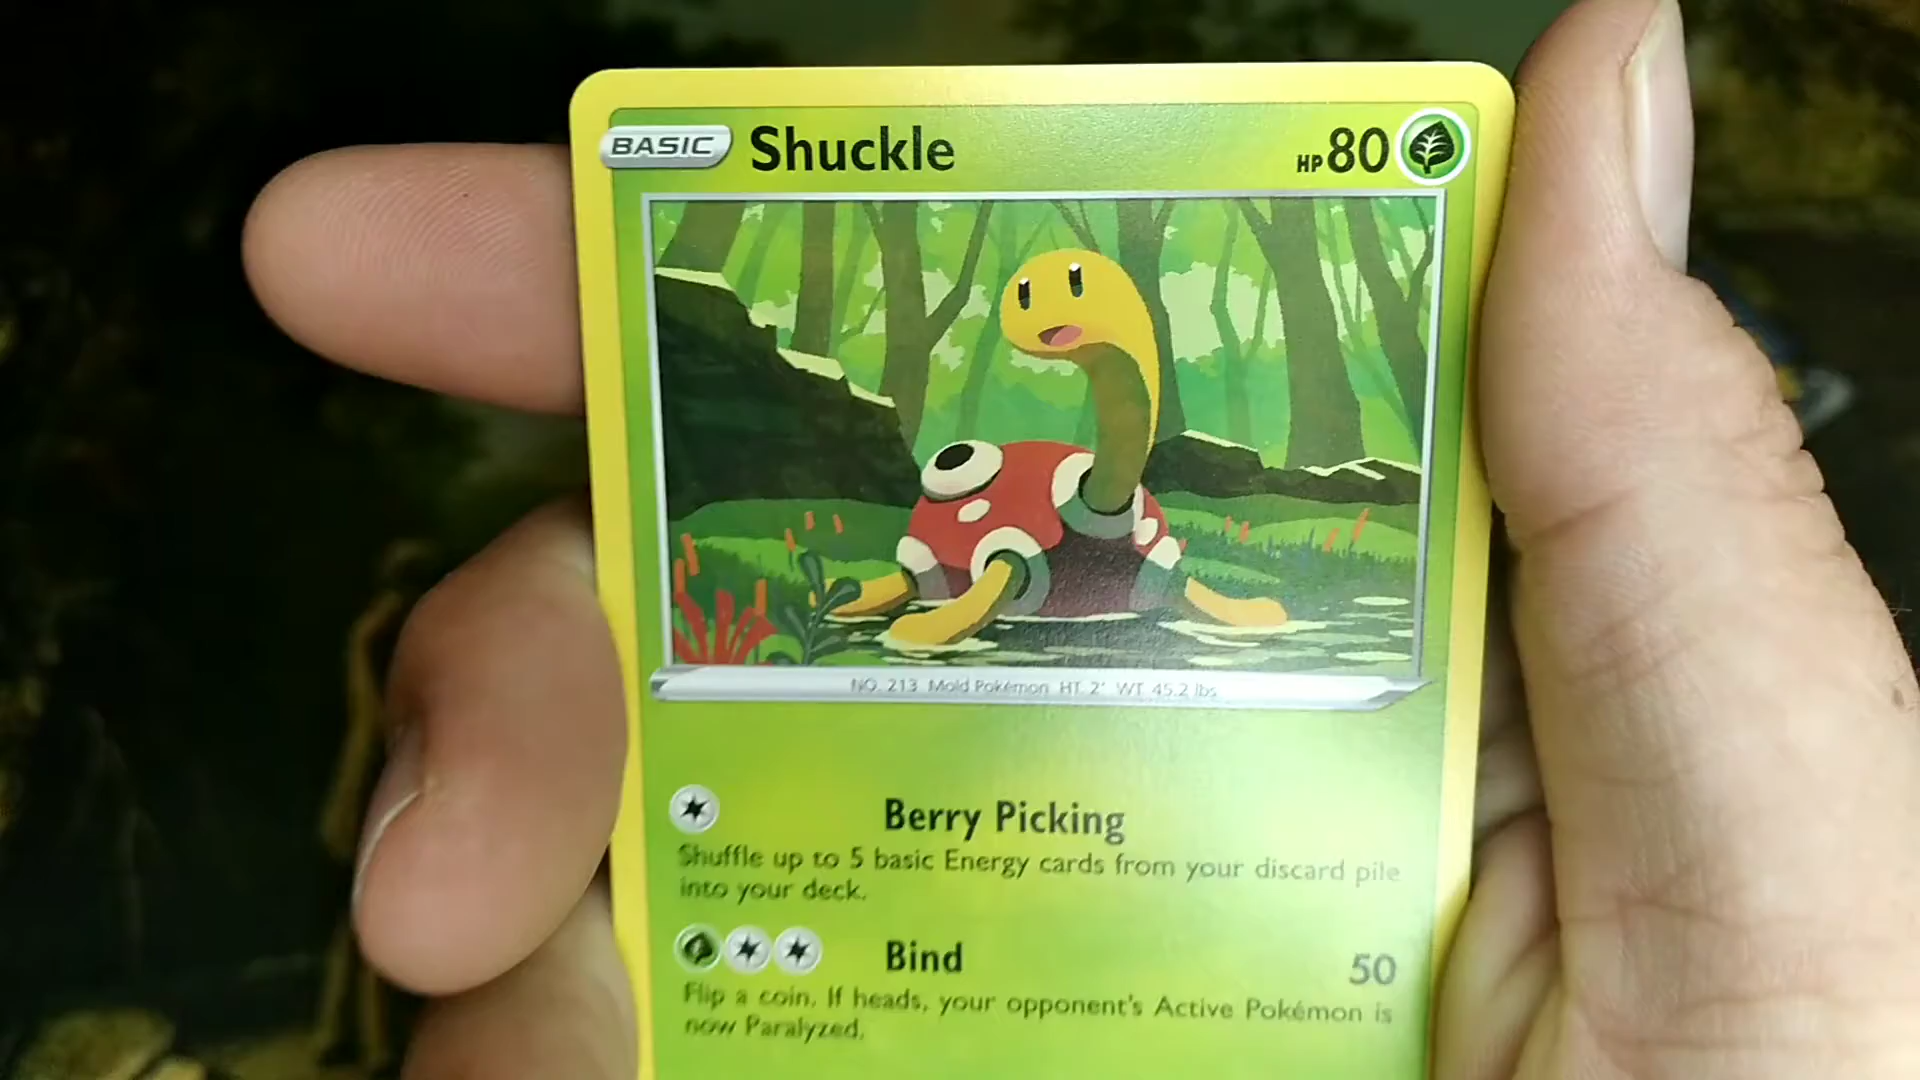 BASIC Shuckle HP 80
NO. 213 Mold Pokémon HT 2' WT 45.2 lbs
Berry Picking
Shuffle up to 5 basic Energy cards from your discard pile
into your deck.
Bind 50
Flip a coin. If heads, your opponent's Active Pokémon is
now Paralyzed.